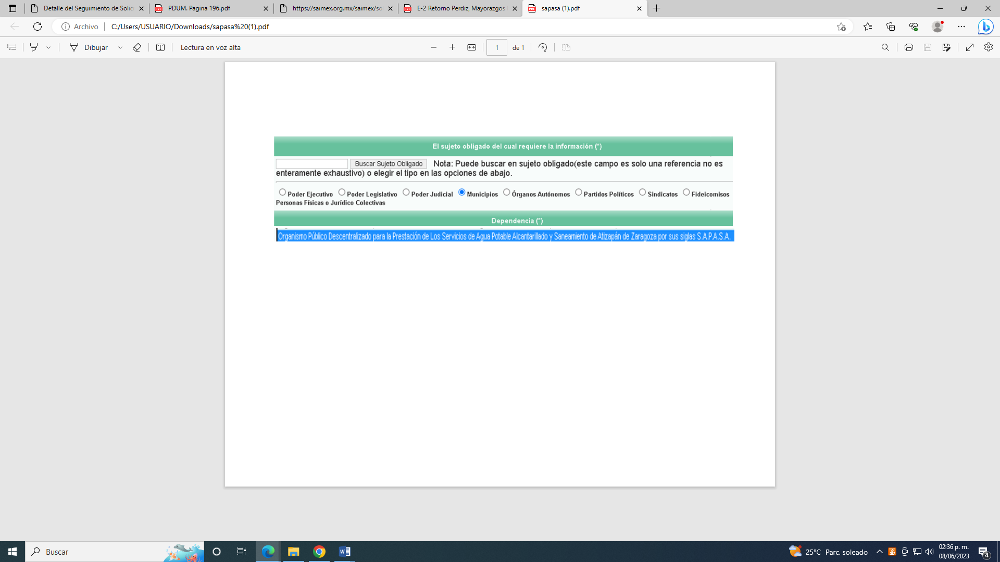 Detalle del Seguimiento de Solici
PDUM. Pagina 196.pdf
https://saimex.org.mx/saimex/sol
E-2 Retorno Perdiz, Mayorazgos
sapasa (1).pdf
Archivo
C:/Users/USUARIO/Downloads/sapasa%20(1).pdf
Dibujar
Lectura en voz alta
1 de 1
El sujeto obligado del cual requiere la información (*)
Buscar Sujeto Obligado Nota: Puede buscar en sujeto obligado(este campo es solo una referencia no es
enteramente exhaustivo) o elegir el tipo en las opciones de abajo.
Poder Ejecutivo Poder Legislativo Poder Judicial Municipios Órganos Autónomos Partidos Políticos Sindicatos Fideicomisos
Personas Físicas o Jurídico Colectivas
Dependencia (*)
Organismo Público Descentralizado para la Prestación de Los Servicios de Agua Potable Alcantarillado y Saneamiento de Atizapán de Zaragoza por sus siglas S.A.P.A.S.A.
Buscar
25°C Parc. soleado
02:36 p. m.
08/06/2023
4